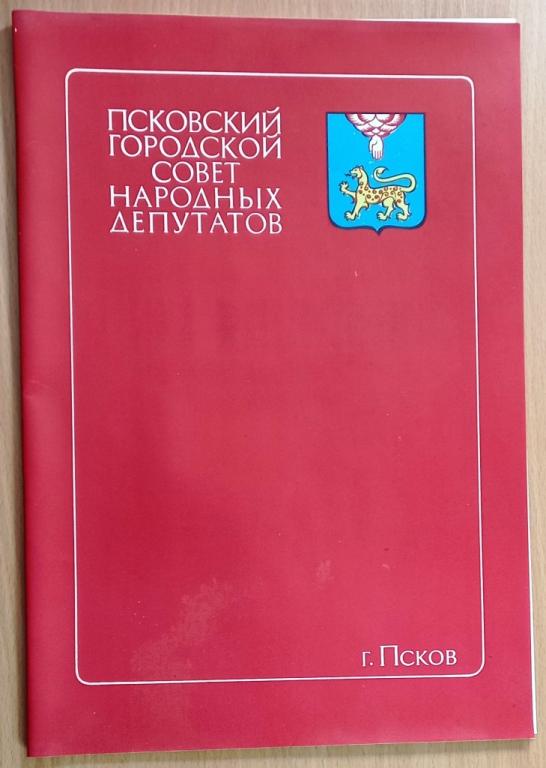 ПСКОВСКИЙ
ГОРОДСКОЙ
СОВЕТ
НАРОДНЫХ
ДЕПУТАТОВ
г. Псков